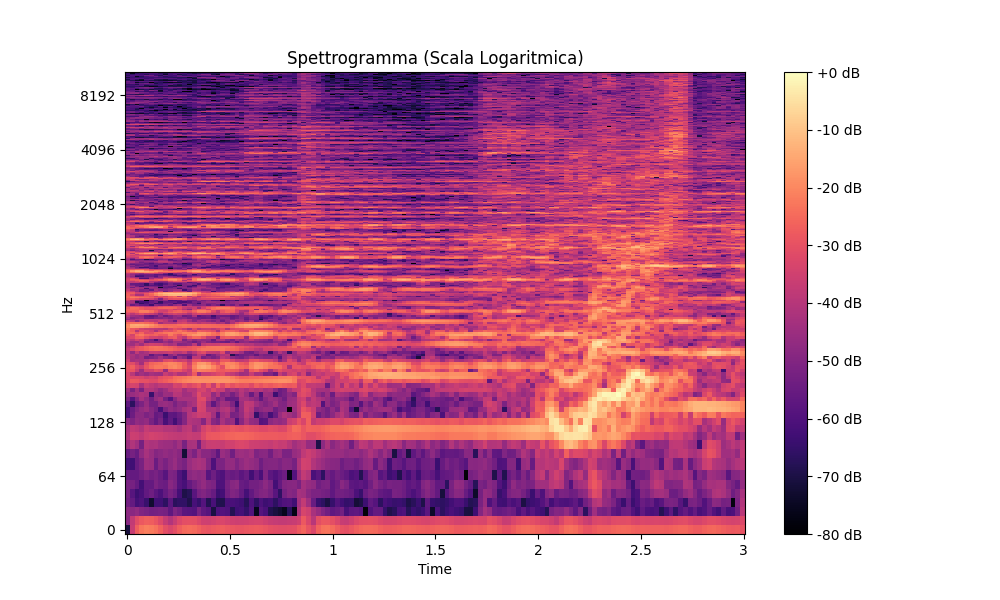 Spettrogramma (Scala Logaritmica)
Hz
8192
4096
2048
1024
512
256
128
64
0
0 0.5 1 1.5 2 2.5 3
Time
+0 dB
-10 dB
-20 dB
-30 dB
-40 dB
-50 dB
-60 dB
-70 dB
-80 dB